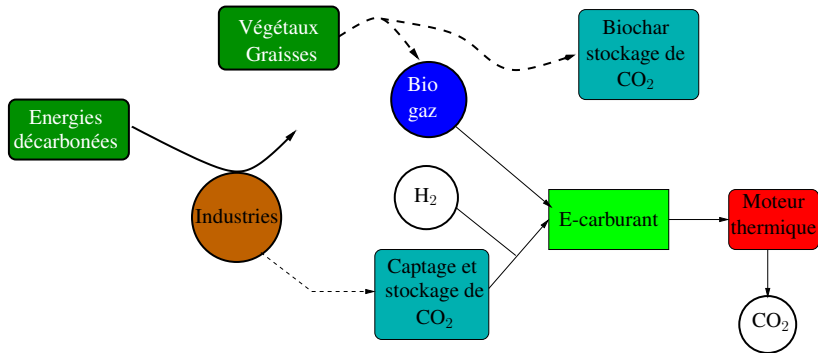 Végétaux
Graisses
Biochar
stockage de
CO₂
Bio
gaz
Energies
décarbonées
H₂
Industries
E-carburant
Moteur
thermique
Captage et
stockage de
CO₂
CO₂